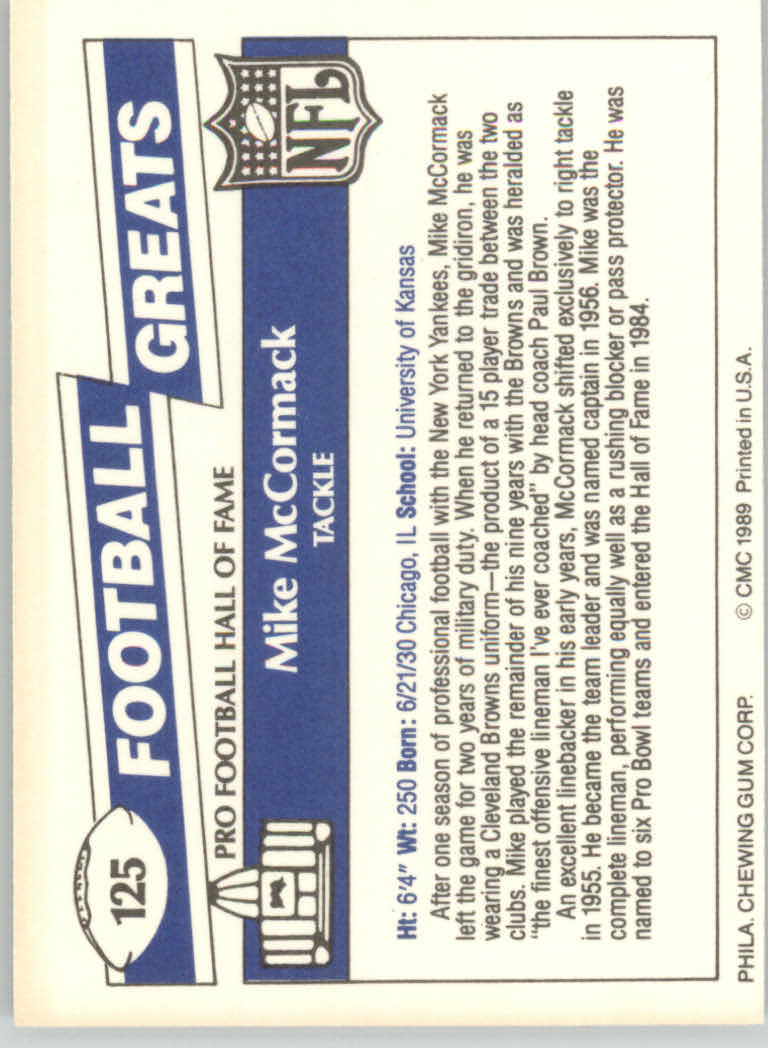 125
FOOTBALL
GREATS
PRO FOOTBALL HALL OF FAME
Mike McCormack
TACKLE
NFL
Ht: 6'4" Wt: 250 Born: 6/21/30 Chicago, IL School: University of Kansas
After one season of professional football with the New York Yankees, Mike McCormack
left the game for two years of military duty. When he returned to the gridiron, he was
wearing a Cleveland Browns uniform—the product of a 15 player trade between the two
clubs. Mike played the remainder of his nine years with the Browns and was heralded as
"the finest offensive lineman I've ever coached" by head coach Paul Brown.
An excellent linebacker in his early years, McCormack shifted exclusively to right tackle
in 1955. He became the team leader and was named captain in 1956. Mike was the
complete lineman, performing equally well as a rushing blocker or pass protector. He was
named to six Pro Bowl teams and entered the Hall of Fame in 1984.
PHILA. CHEWING GUM CORP. © CMC 1989 Printed in U.S.A.